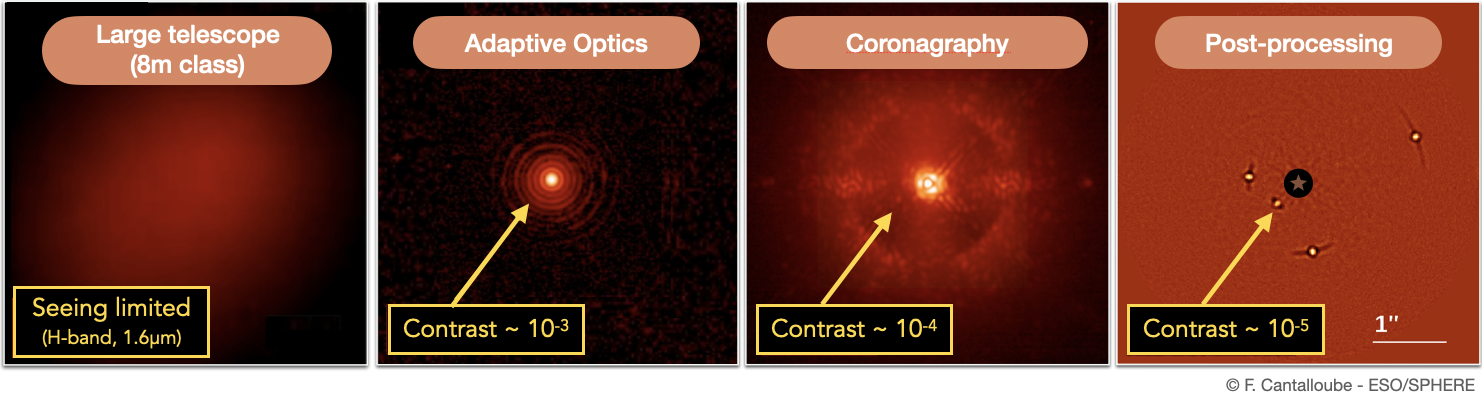 Large telescope
(8m class)
Adaptive Optics
Coronagraphy
Post-processing
Seeing limited
(H-band, 1.6µm)
Contrast ~ 10-3
Contrast ~ 10-4
Contrast ~ 10-5
1"
© F. Cantalloube - ESO/SPHERE